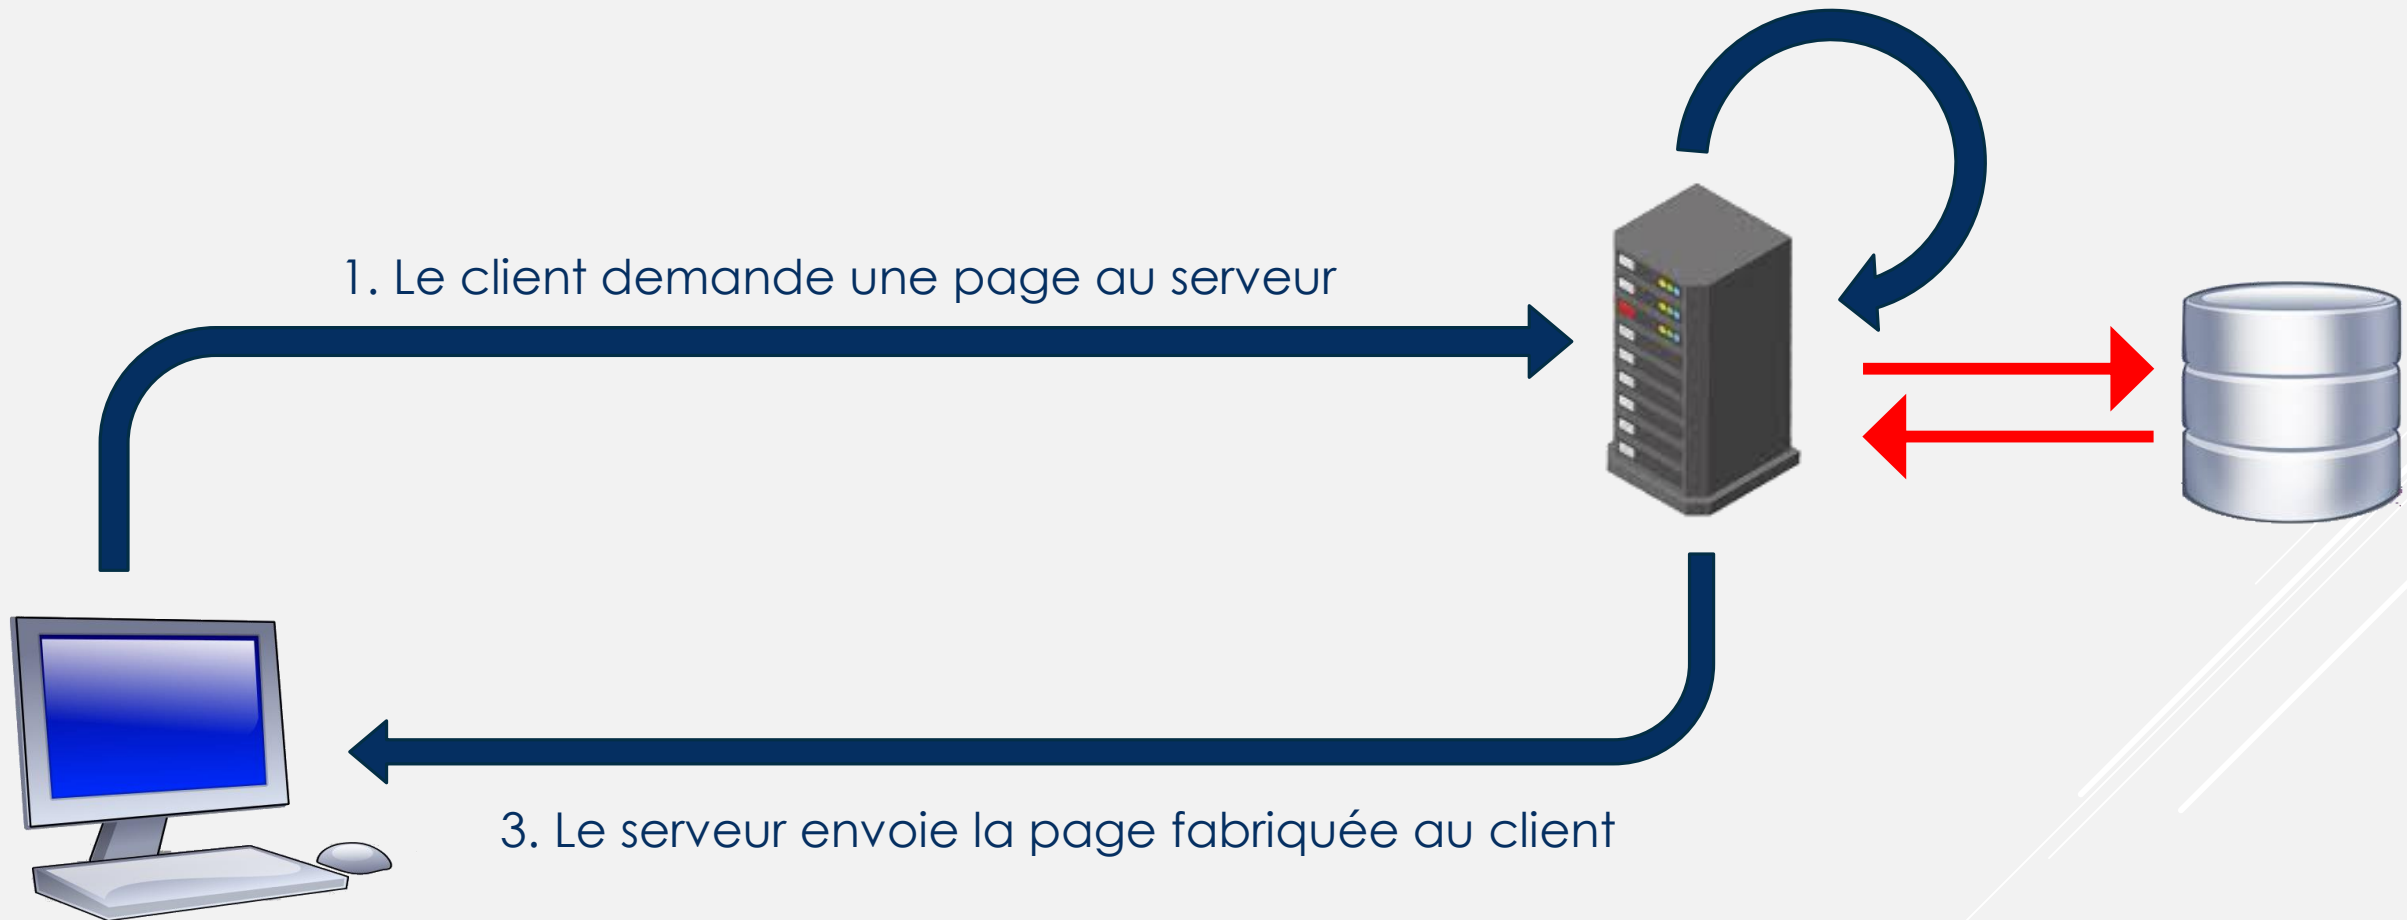 1. Le client demande une page au serveur
3. Le serveur envoie la page fabriquée au client